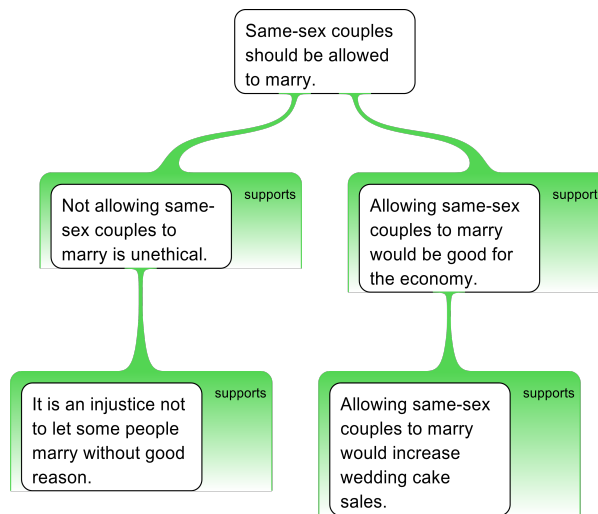 Same-sex couples
should be allowed
to marry.
Not allowing same-
sex couples to
marry is unethical.
supports
Allowing same-sex
couples to marry
would be good for
the economy.
support
It is an injustice not
to let some people
marry without good
reason.
supports
Allowing same-sex
couples to marry
would increase
wedding cake
sales.
supports